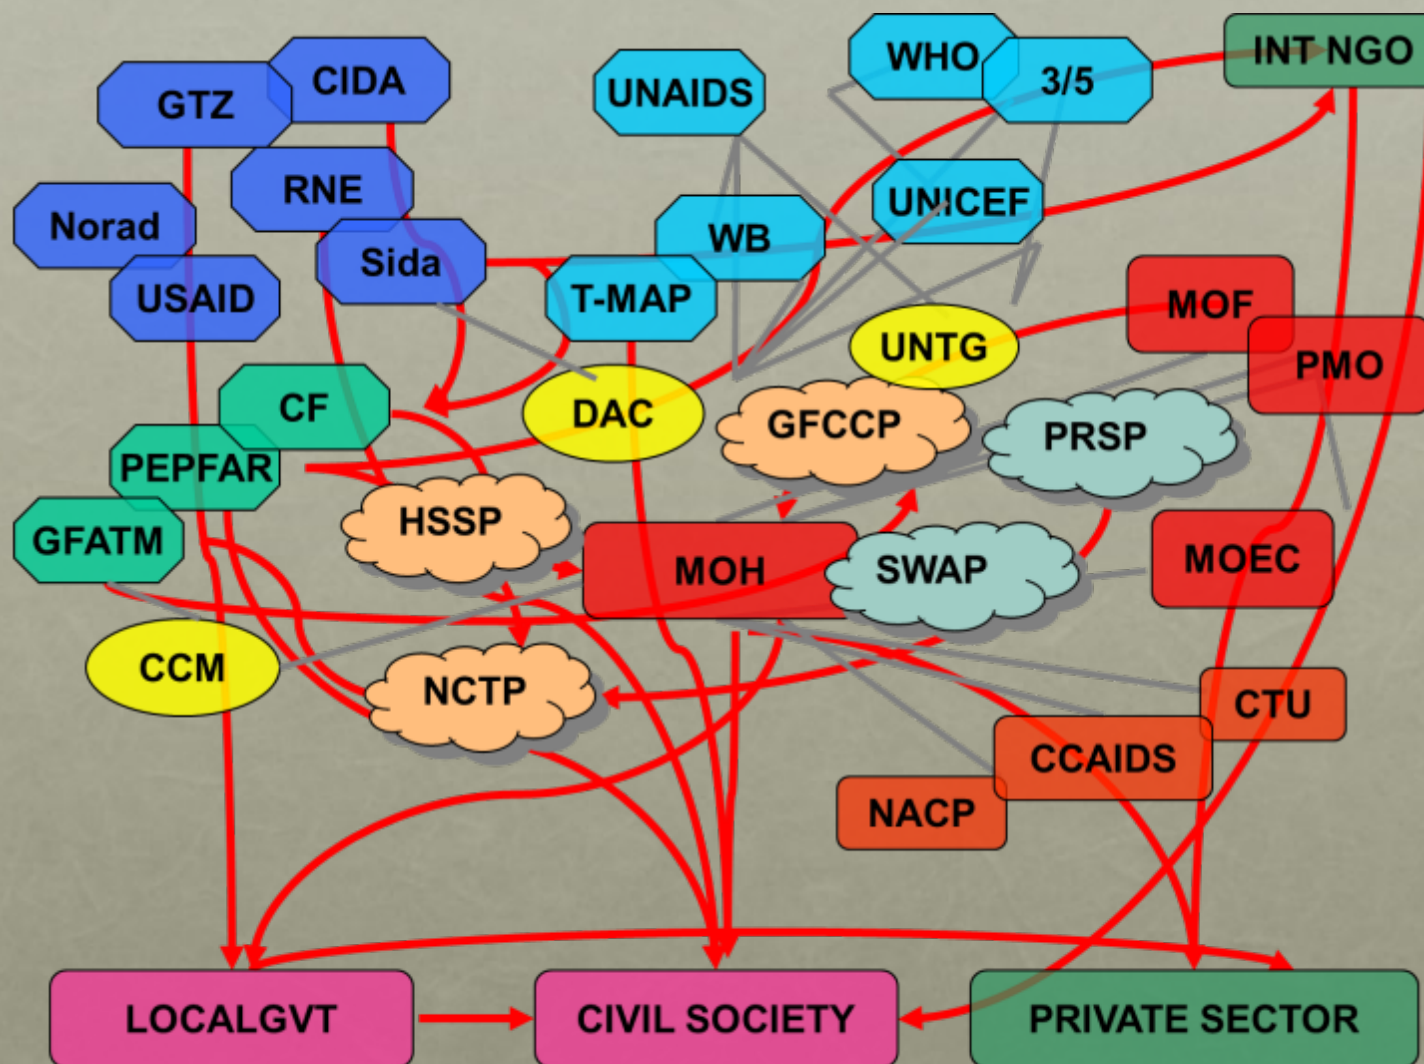 WHO
INT NGO
3/5
CIDA
UNAIDS
GTZ
RNE
UNICEF
Norad
WB
Sida
USAID
T-MAP
MOF
UNTG
PMO
CF
DAC
GFCCP
PRSP
PEPFAR
HSSP
GFATM
MOH
SWAP
MOEC
CCM
NCTP
CTU
CCAIDS
NACP
LOCALGVT
CIVIL SOCIETY
PRIVATE SECTOR